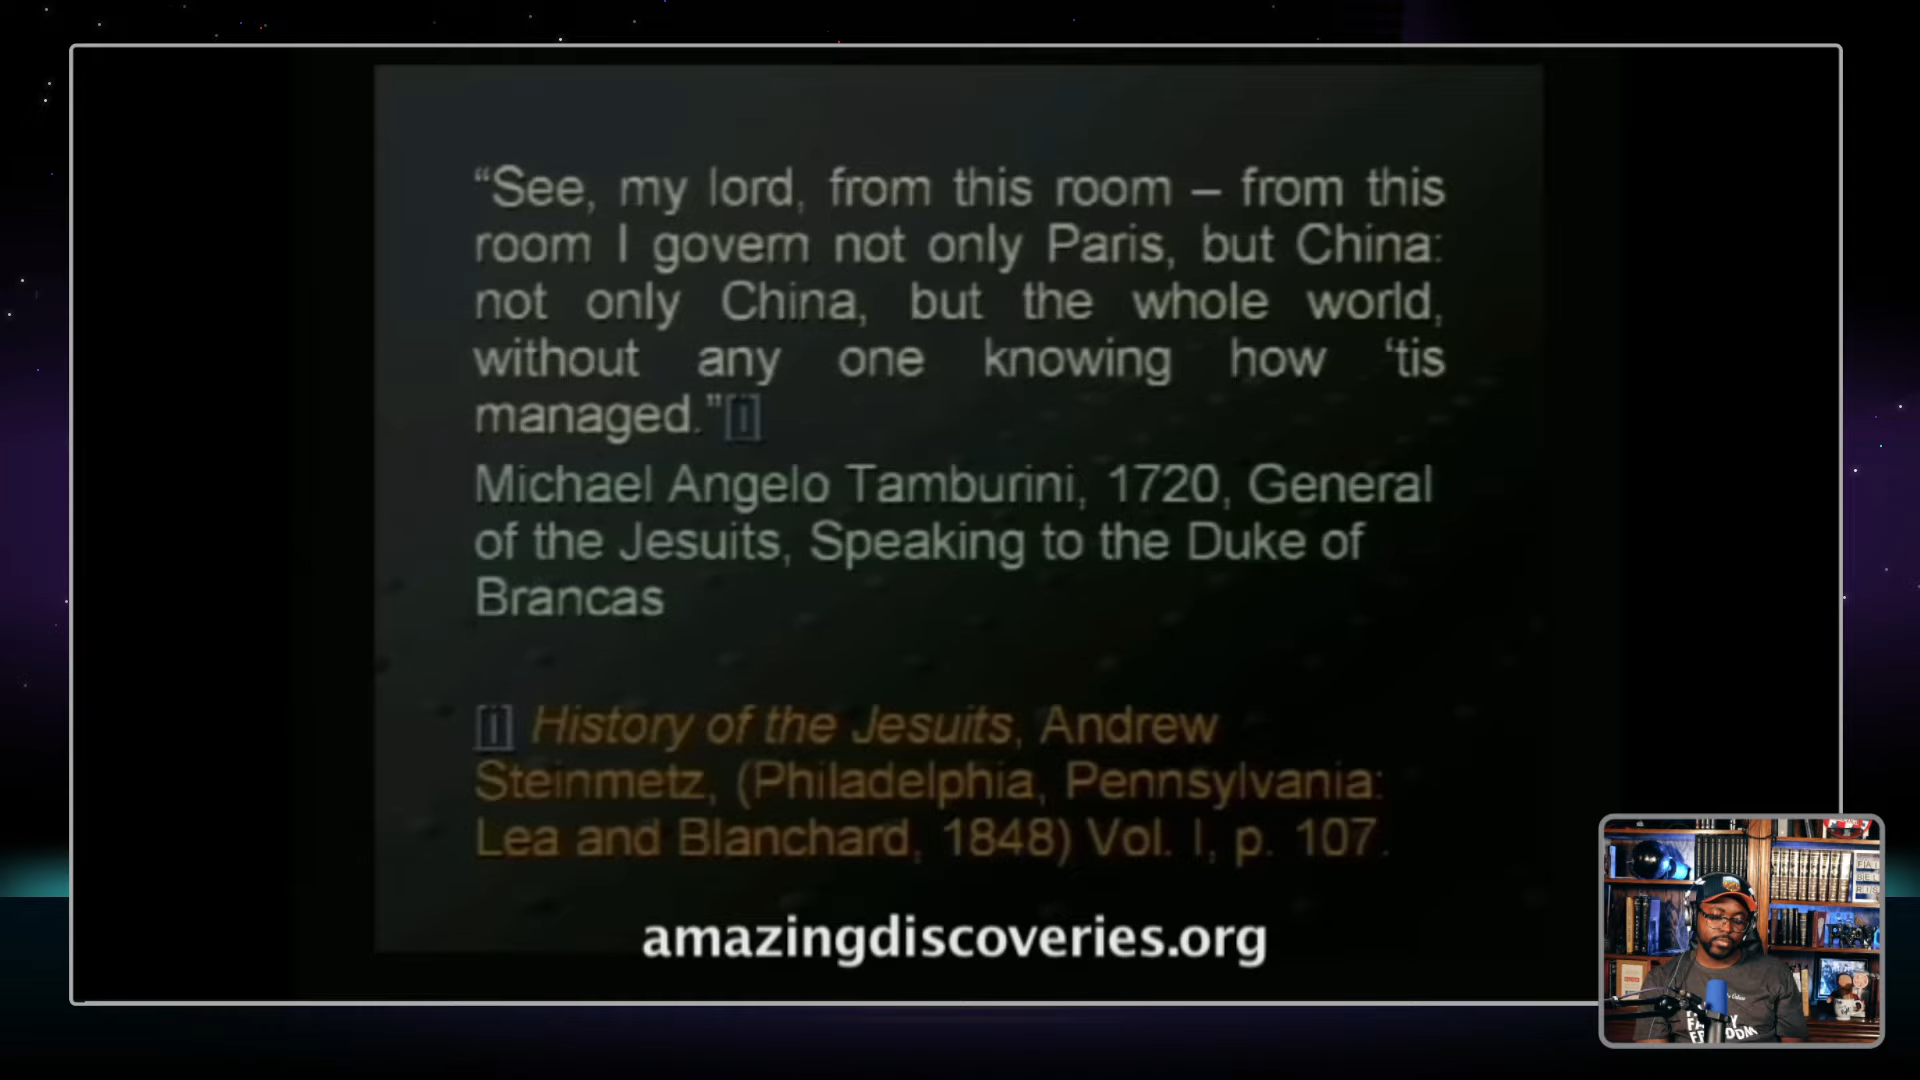 “See, my lord, from this room – from this
room I govern not only Paris, but China:
not only China, but the whole world,
without any one knowing how ‘tis
managed.”[i]
Michael Angelo Tamburini, 1720, General
of the Jesuits, Speaking to the Duke of
Brancas
[i] History of the Jesuits, Andrew
Steinmetz, (Philadelphia, Pennsylvania:
Lea and Blanchard, 1848) Vol. I, p. 107.
amazingdiscoveries.org